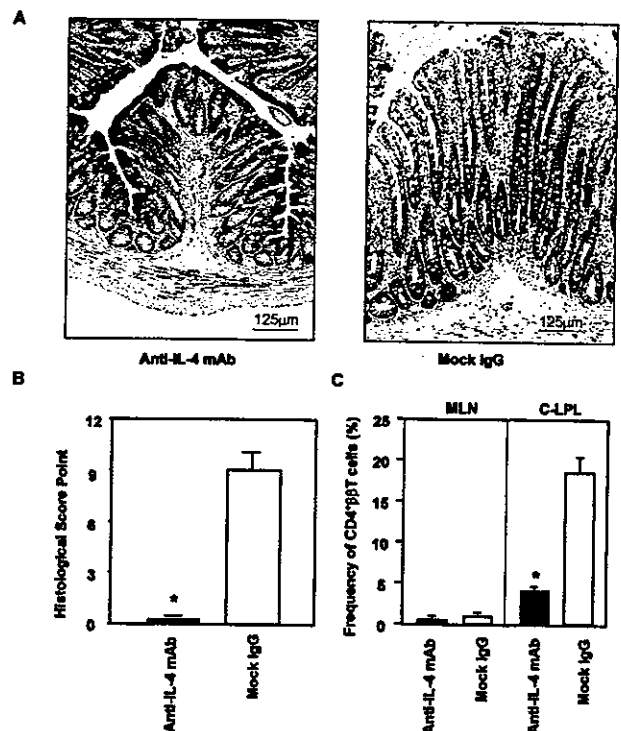 A
125µm
125µm
Anti-IL-4 mAb
Mock IgG
B
12
9
6
3
0
Histological Score Point
*
Anti-IL-4 mAb
Mock IgG
C
MLN
C-LPL
25
20
15
10
5
0
Frequency of CD4⁺ββT cells (%)
*
Anti-IL-4 mAb
Mock IgG
Anti-IL-4 mAb
Mock IgG